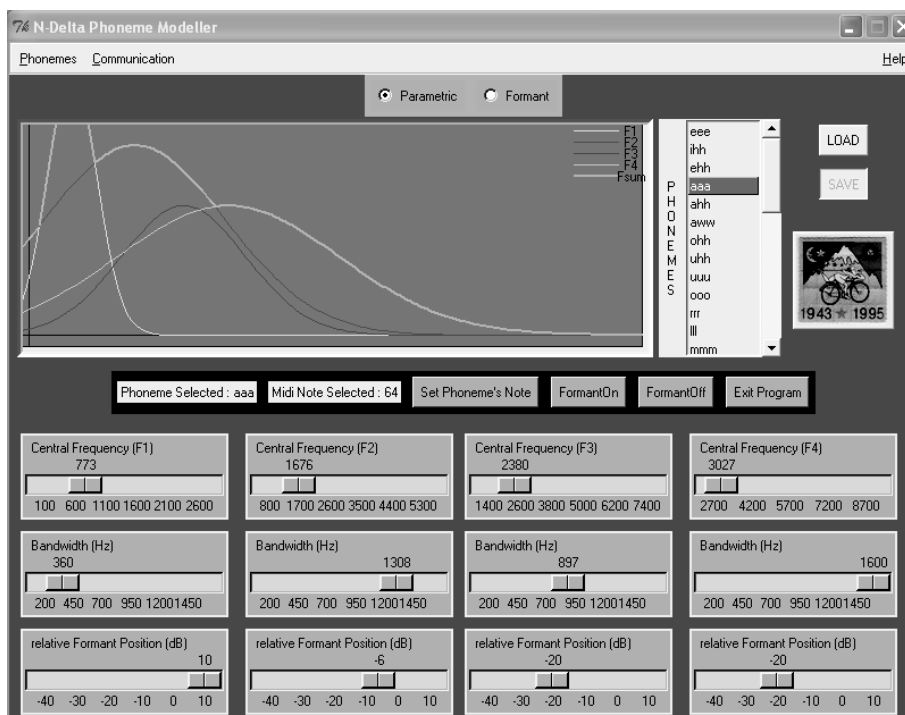 N-Delta Phoneme Modeller
Phonemes Communication Help
Parametric Formant
F1
F2
F3
F4
Fsum
PHONEMES
eee
ihh
ehh
aaa
ahh
aww
ohh
uhh
uuu
ooo
rrr
lll
mmm
LOAD
SAVE
1943 ★ 1995
Phoneme Selected : aaa Midi Note Selected : 64 Set Phoneme's Note FormantOn FormantOff Exit Program
Central Frequency (F1) Central Frequency (F2) Central Frequency (F3) Central Frequency (F4)
773 1676 2380 3027
100 600 1100 1600 2100 2600 800 1700 2600 3500 4400 5300 1400 2600 3800 5000 6200 7400 2700 4200 5700 7200 8700
Bandwidth (Hz) Bandwidth (Hz) Bandwidth (Hz) Bandwidth (Hz)
360 1308 897 1600
200 450 700 950 12001450 200 450 700 950 12001450 200 450 700 950 12001450 200 450 700 950 12001450
relative Formant Position (dB) relative Formant Position (dB) relative Formant Position (dB) relative Formant Position (dB)
10 -6 -20 -20
-40 -30 -20 -10 0 10 -40 -30 -20 -10 0 10 -40 -30 -20 -10 0 10 -40 -30 -20 -10 0 10